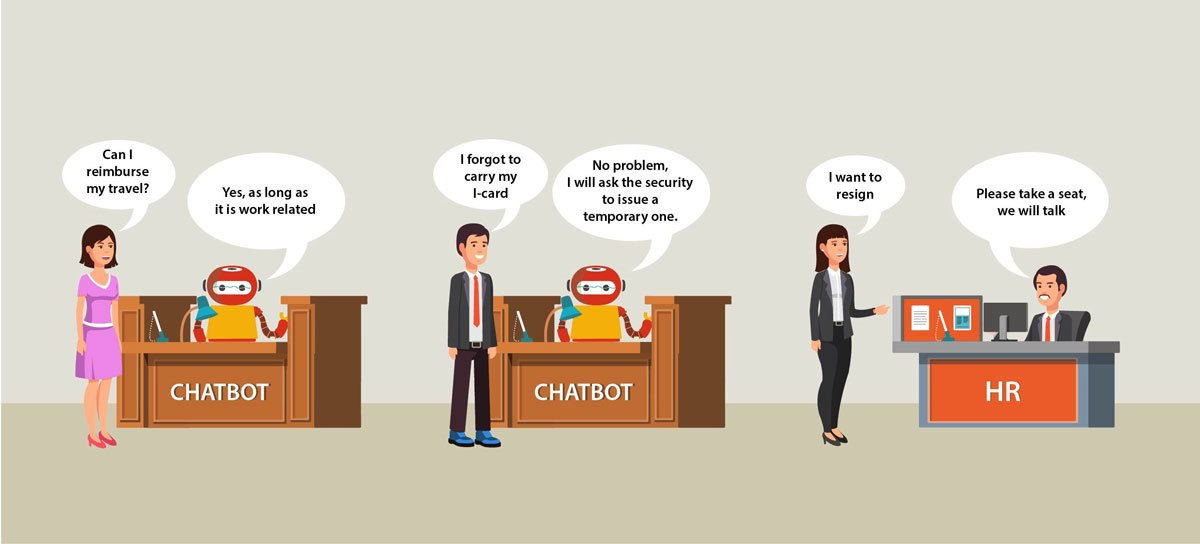 Can I
reimburse
my travel?
Yes, as long as
it is work related
CHATBOT
I forgot to
carry my
I-card
No problem,
I will ask the security
to issue a
temporary one.
CHATBOT
I want to
resign
Please take a seat,
we will talk
HR